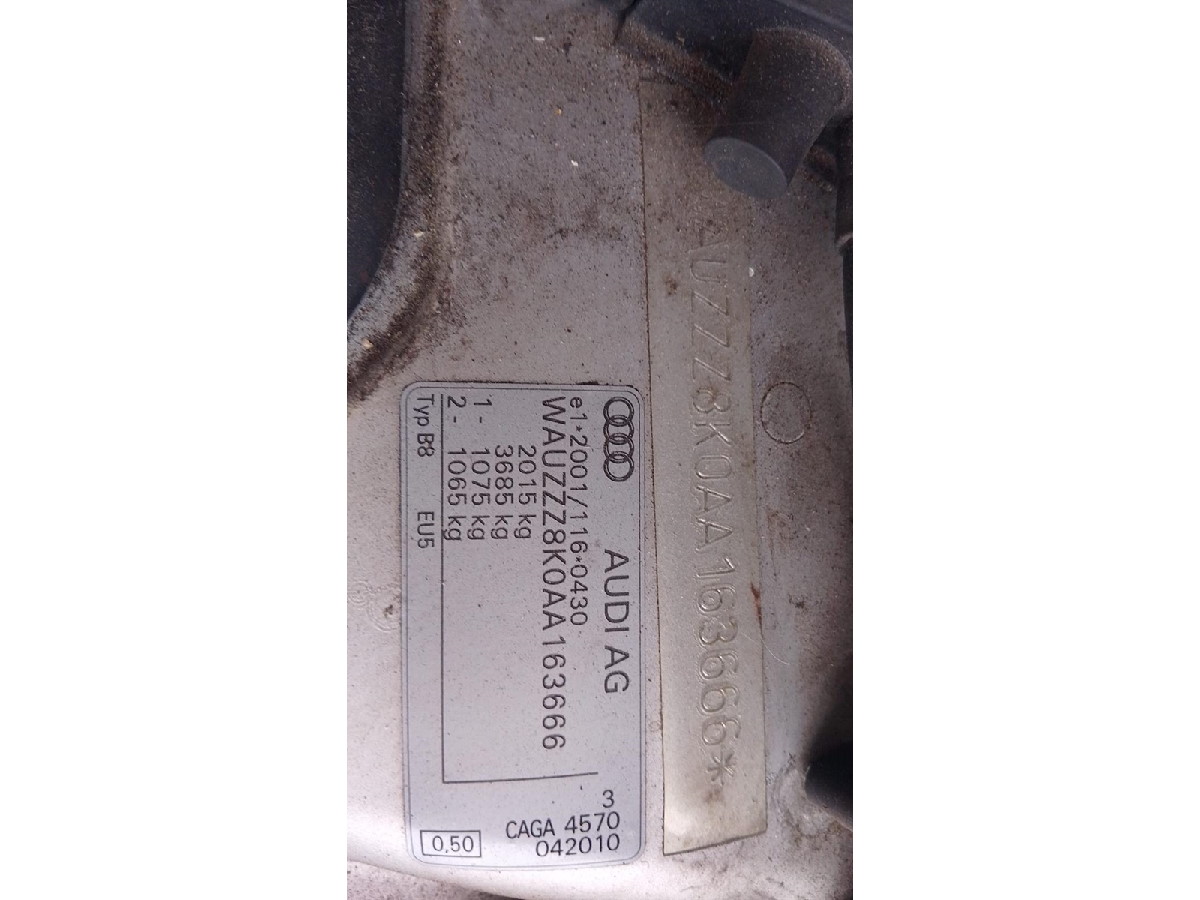 AUZZZ8K0AA163666*
AUDI AG
e1*2001/116*0430
WAUZZZ8K0AA163666
2015 kg
3685 kg
1- 1075 kg
2- 1065 kg
Typ B8 EU5
3
CAGA 4570
042010
0,50